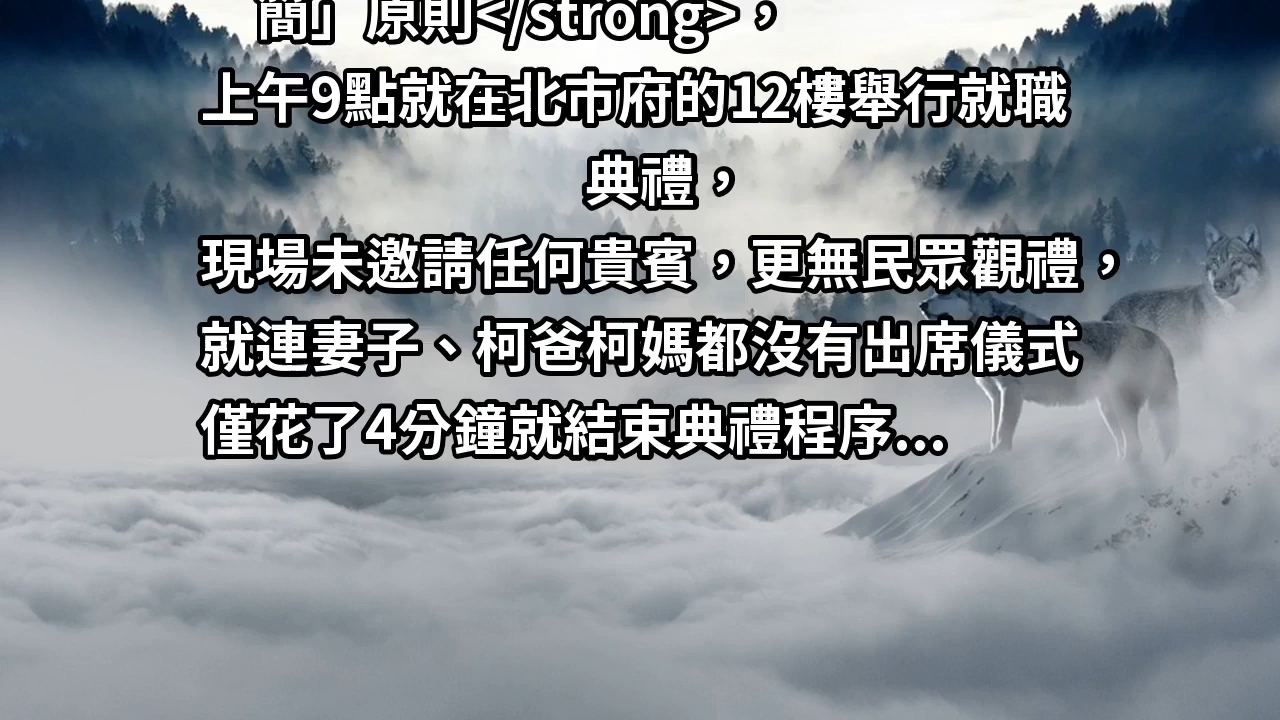 簡」原則</strong>，
上午9點就在北市府的12樓舉行就職
典禮，
現場未邀請任何貴賓，更無民眾觀禮，
就連妻子、柯爸柯媽都沒有出席儀式
僅花了4分鐘就結束典禮程序...